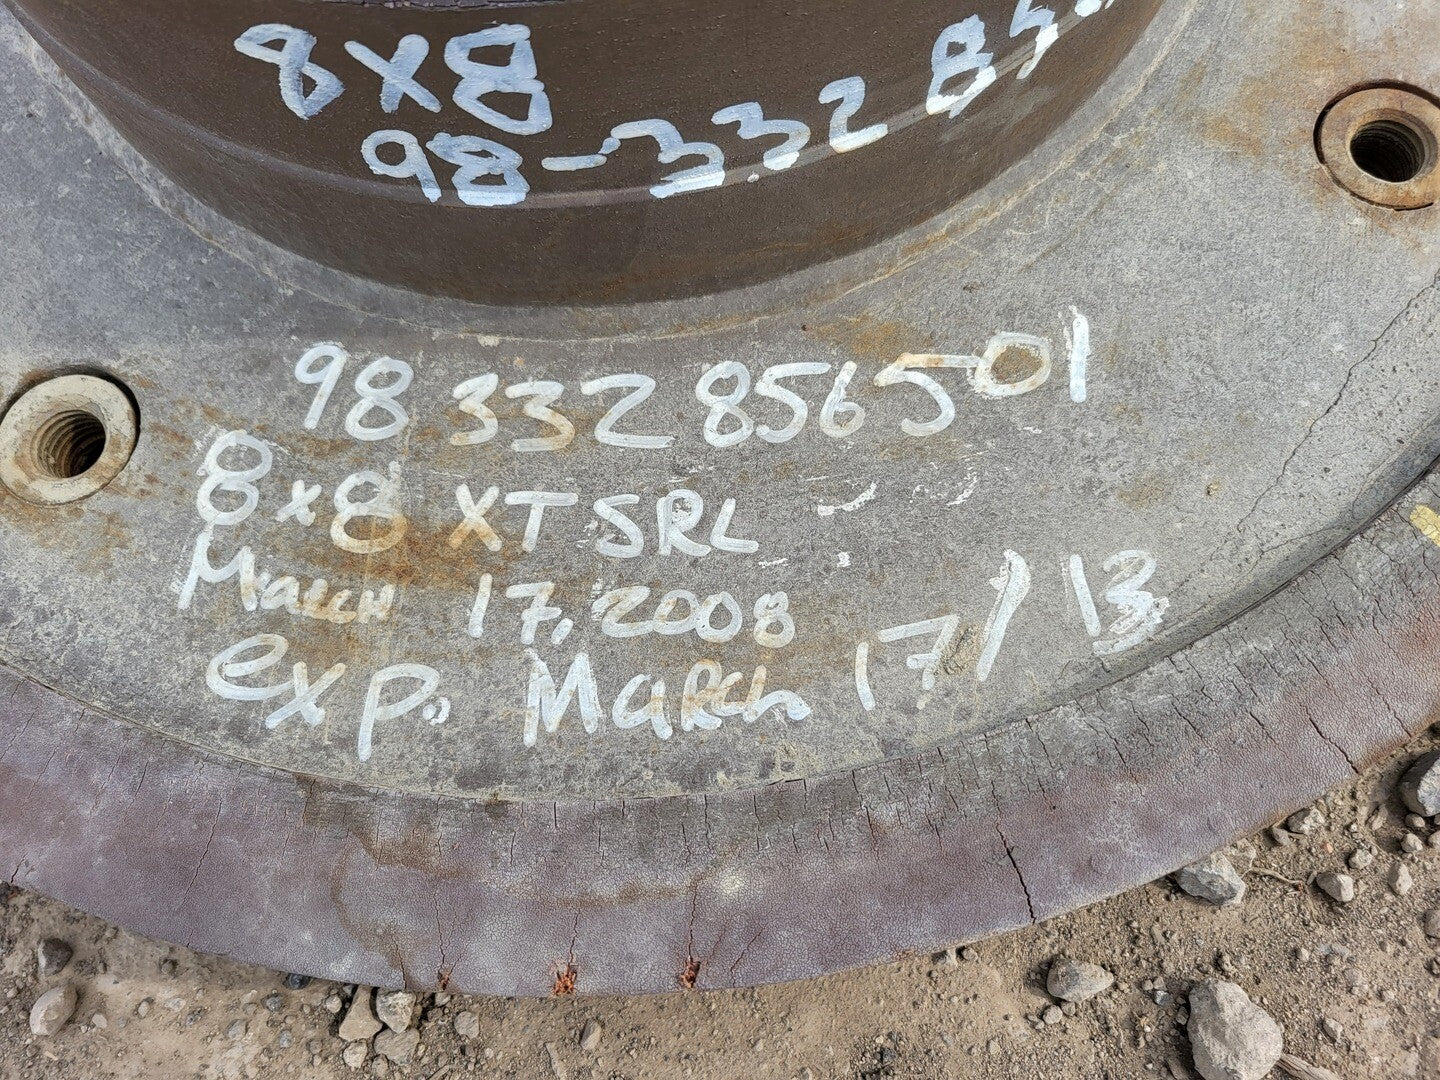 8x8
98-332 85
98 332 8565-01
8x8 XT SRL
March 17, 2008
exp. March 17/13